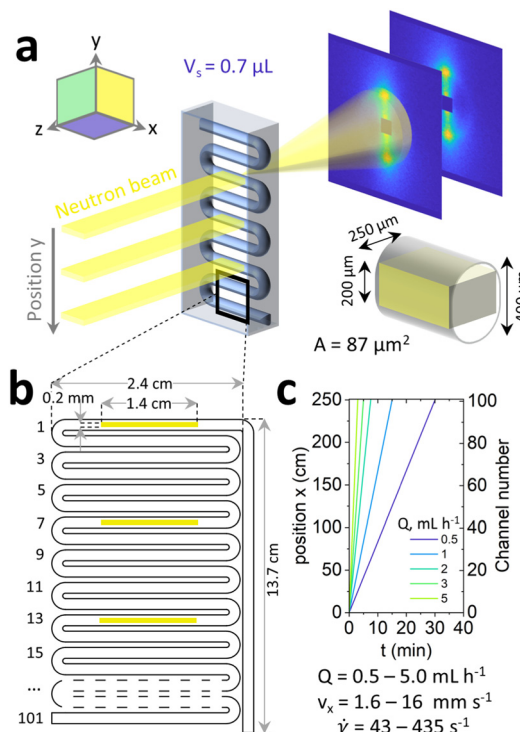 a
y
z
x
Vs = 0.7 µL
Neutron beam
Position y
250 µm
200 µm
400 µm
A = 87 µm²
b
2.4 cm
0.2 mm
1.4 cm
1
3
5
7
9
11
13
15
...
101
13.7 cm
c
250
200
150
100
50
0
position x (cm)
100
80
60
40
20
0
Channel number
Q, mL h⁻¹
0.5
1
2
3
5
0 10 20 30 40
t (min)
Q = 0.5 – 5.0 mL h⁻¹
vₓ = 1.6 – 16 mm s⁻¹
γ̇ = 43 – 435 s⁻¹